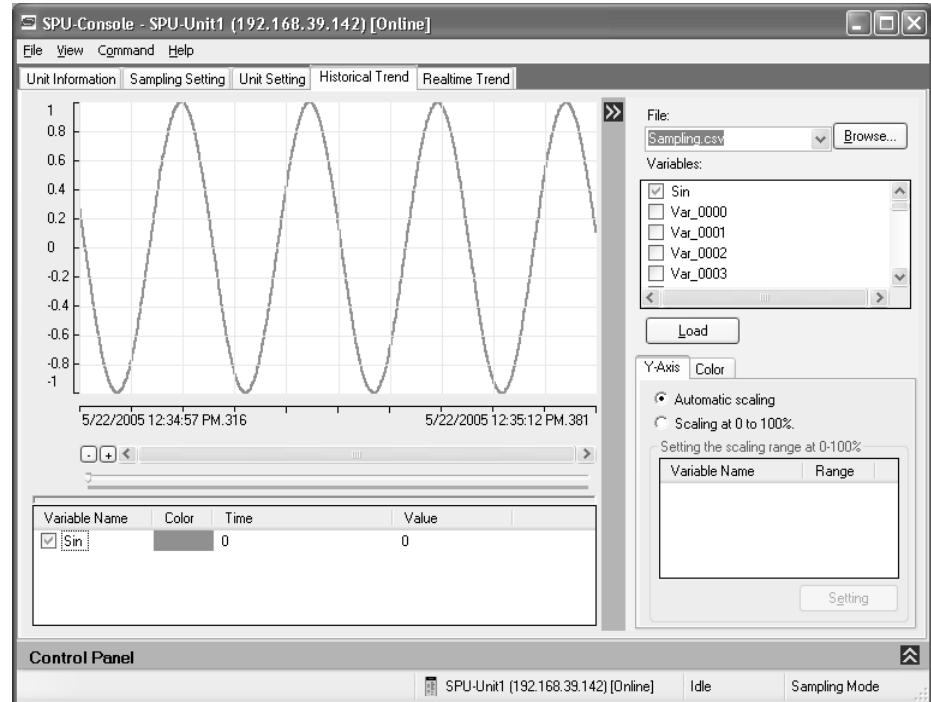 SPU-Console - SPU-Unit1 (192.168.39.142) [Online]
File View Command Help
Unit Information Sampling Setting Unit Setting Historical Trend Realtime Trend
1
0.8
0.6
0.4
0.2
0
-0.2
-0.4
-0.6
-0.8
-1
5/22/2005 12:34:57 PM.316 5/22/2005 12:35:12 PM.381
- +
Variable Name Color Time Value
Sin 0 0
File:
Sampling.csv Browse...
Variables:
Sin
Var_0000
Var_0001
Var_0002
Var_0003
Load
Y-Axis Color
Automatic scaling
Scaling at 0 to 100%.
Setting the scaling range at 0-100%
Variable Name Range
Setting
Control Panel
SPU-Unit1 (192.168.39.142) [Online] Idle Sampling Mode